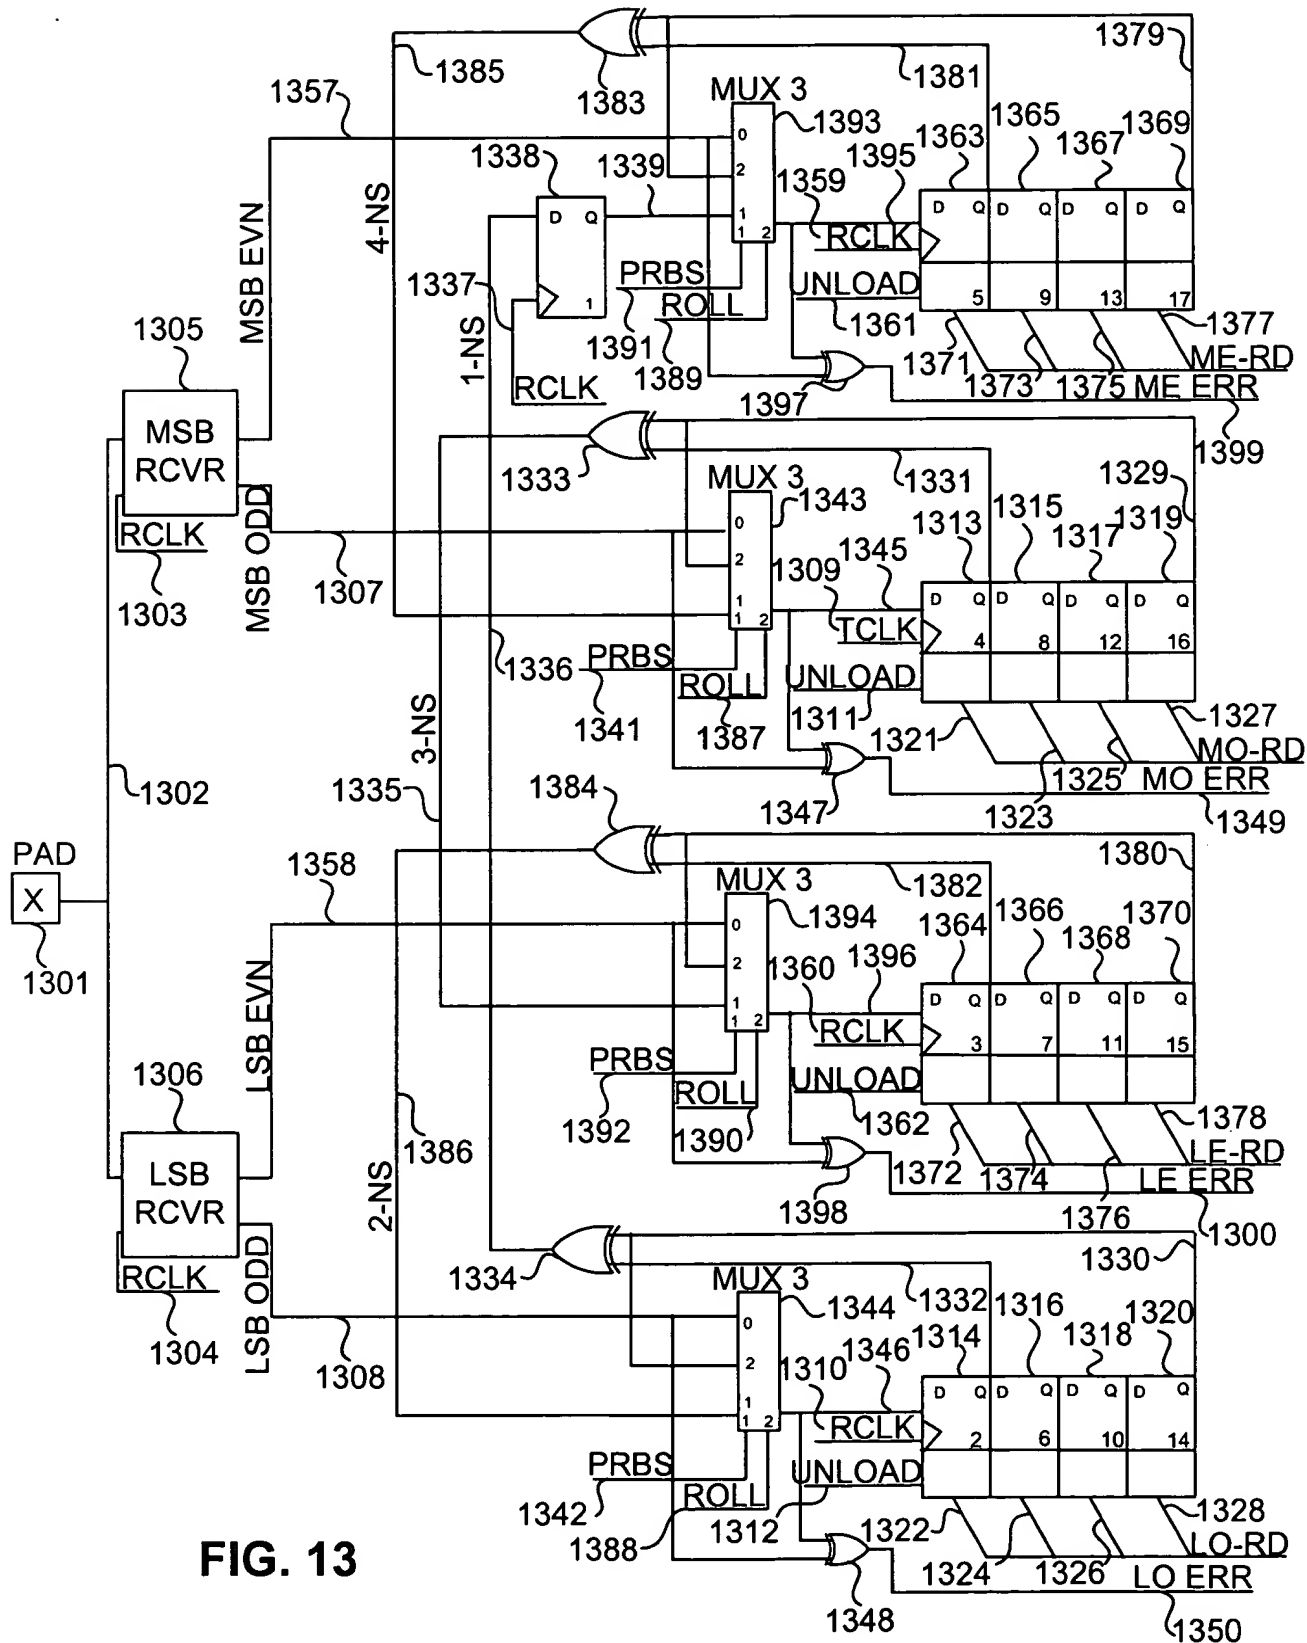 1379
1385
1383
1381
1357
MUX 3
1393
1363
1365
1367
1369
1338
1339
1359
1395
0
2
1
1 2
D Q
1
D Q D Q D Q D Q
RCLK
4-NS
MSB EVN
1337
PRBS
ROLL
UNLOAD
5 9 13 17
1361
1-NS
1391
1389
RCLK
1371
1373
1375
1377
ME-RD
ME ERR
1397
1399
1305
MSB
RCVR
RCLK
1303
MSB ODD
1307
1333
1331
1329
MUX 3
1343
1313
1315
1317
1319
1345
1309
0
2
1
1 2
D Q D Q D Q D Q
TCLK
4 8 12 16
1336
PRBS
ROLL
UNLOAD
1341
1387
1311
1321
1323
1325
1327
MO-RD
MO ERR
1347
1349
3-NS
1302
1335
1384
PAD
X
1301
1358
1380
1382
MUX 3
1394
1364
1366
1368
1370
1360
1396
0
2
1
1 2
D Q D Q D Q D Q
RCLK
3 7 11 15
LSB EVN
PRBS
ROLL
UNLOAD
1392
1390
1362
1306
LSB
RCVR
RCLK
1304
LSB ODD
1308
1386
2-NS
1372
1374
1376
1378
LE-RD
LE ERR
1398
1300
1334
1330
1332
MUX 3
1344
1314
1316
1318
1320
1310
1346
0
2
1
1 2
D Q D Q D Q D Q
RCLK
2 6 10 14
PRBS
ROLL
UNLOAD
1342
1388
1312
1322
1324
1326
1328
LO-RD
LO ERR
1348
1350
FIG. 13